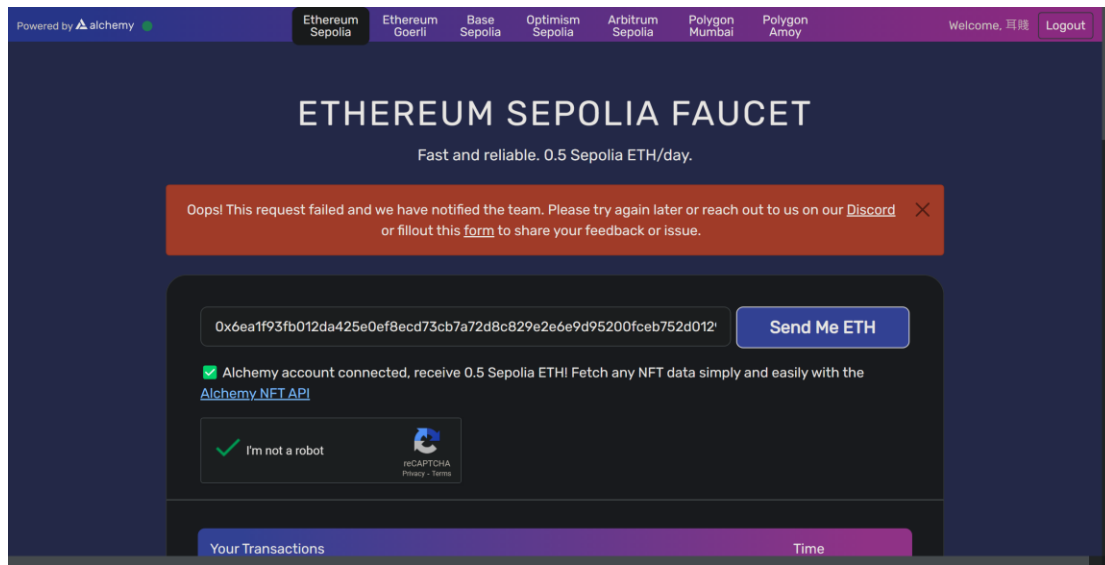 Powered by alchemy
Ethereum Sepolia
Ethereum Goerli
Base Sepolia
Optimism Sepolia
Arbitrum Sepolia
Polygon Mumbai
Polygon Amoy
Welcome, 耳贱
Logout
ETHEREUM SEPOLIA FAUCET
Fast and reliable. 0.5 Sepolia ETH/day.
Oops! This request failed and we have notified the team. Please try again later or reach out to us on our Discord
or fillout this form to share your feedback or issue.
0x6ea1f93fb012da425e0ef8ecd73cb7a72d8c829e2e6e9d95200fceb752d012
Send Me ETH
Alchemy account connected, receive 0.5 Sepolia ETH! Fetch any NFT data simply and easily with the
Alchemy NFT API
I'm not a robot
reCAPTCHA
Privacy - Terms
Your Transactions
Time